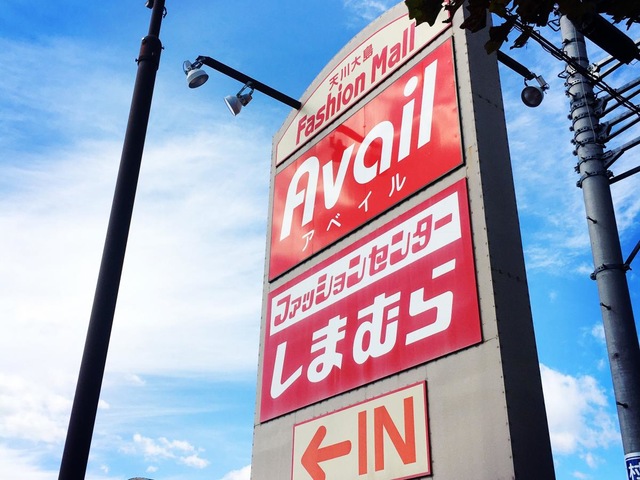 天川大島
Fashion Mall
Avail
アベイル
ファッションセンター
しまむら
←IN